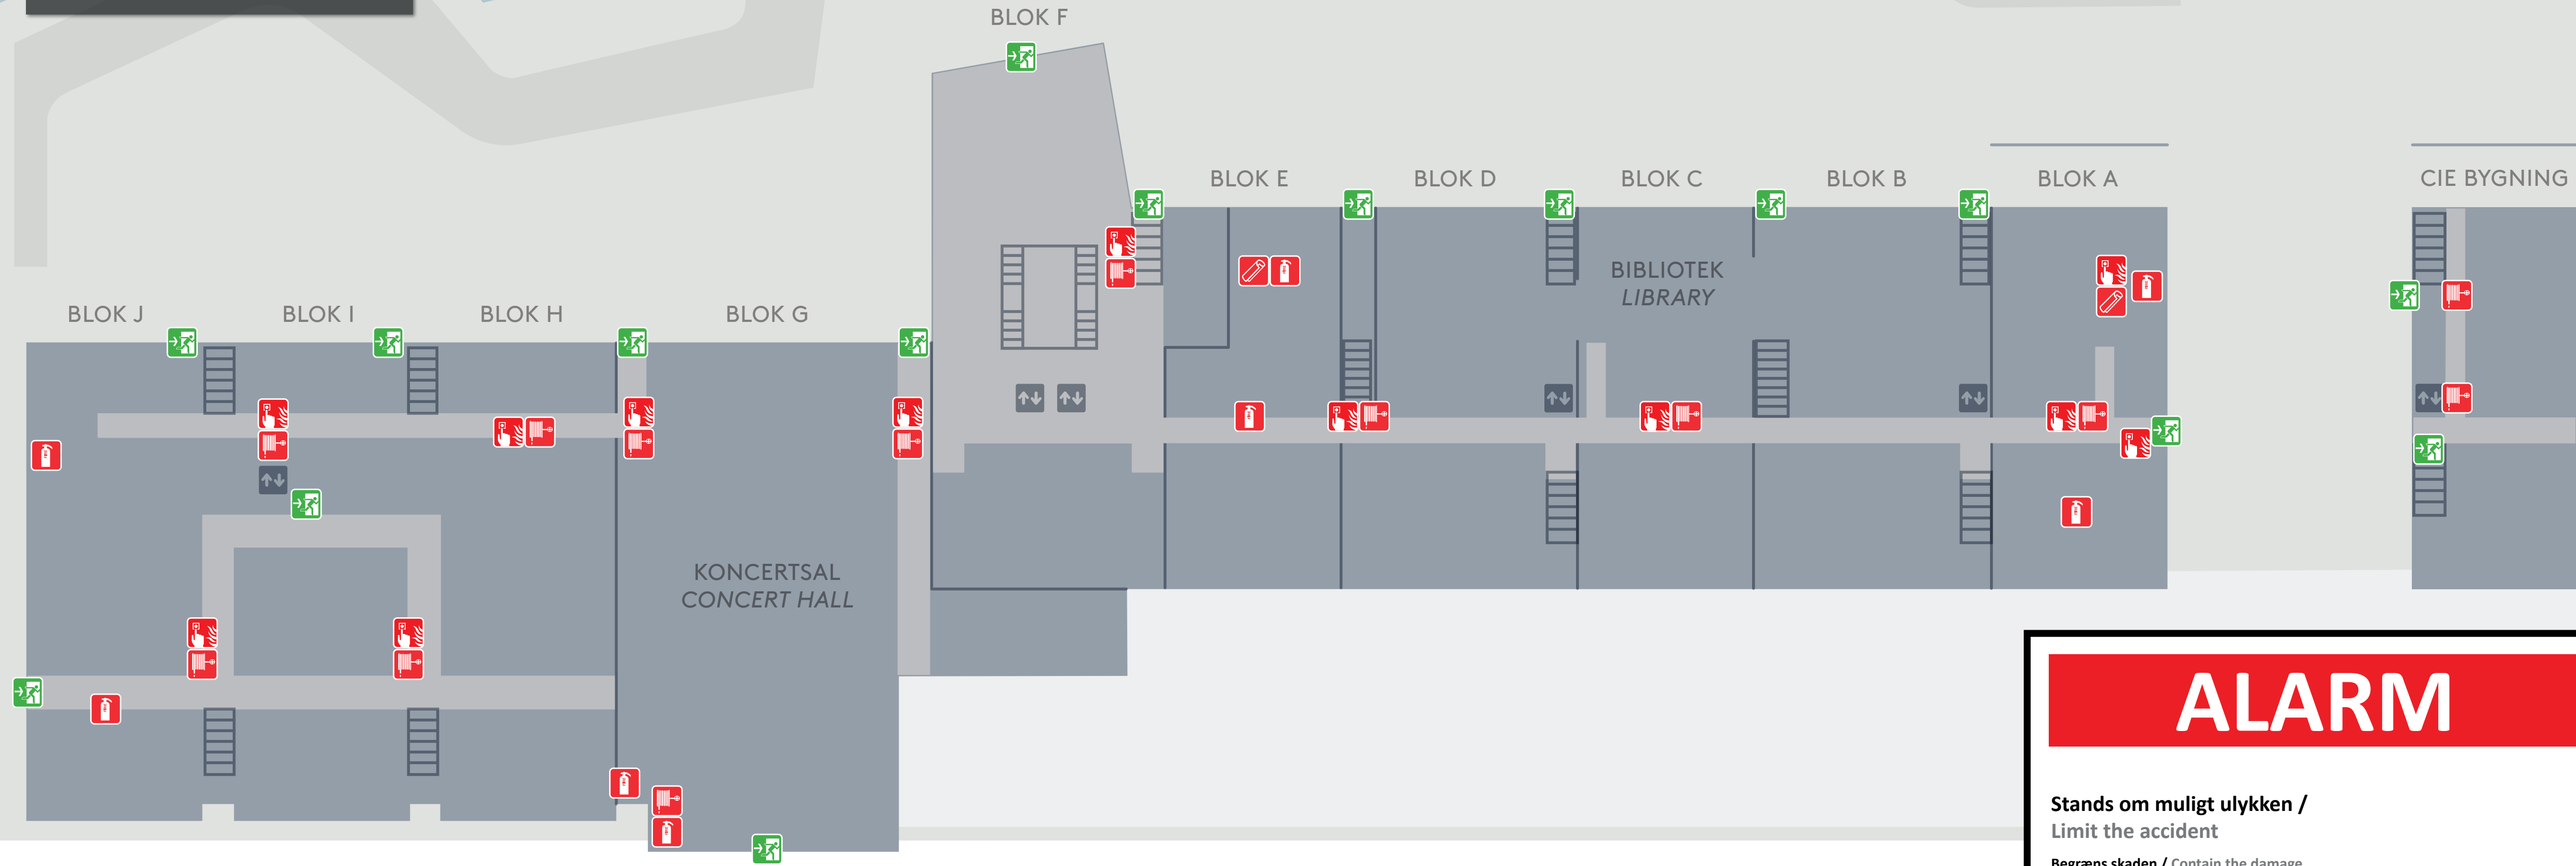 BLOK F
BLOK E
BLOK D
BLOK C
BLOK B
BLOK A
CIE BYGNING
BIBLIOTEK
LIBRARY
BLOK J
BLOK I
BLOK H
BLOK G
KONCERTSAL
CONCERT HALL
ALARM
Stands om muligt ulykken /
Limit the accident
Begræns skaden / Contain the damage